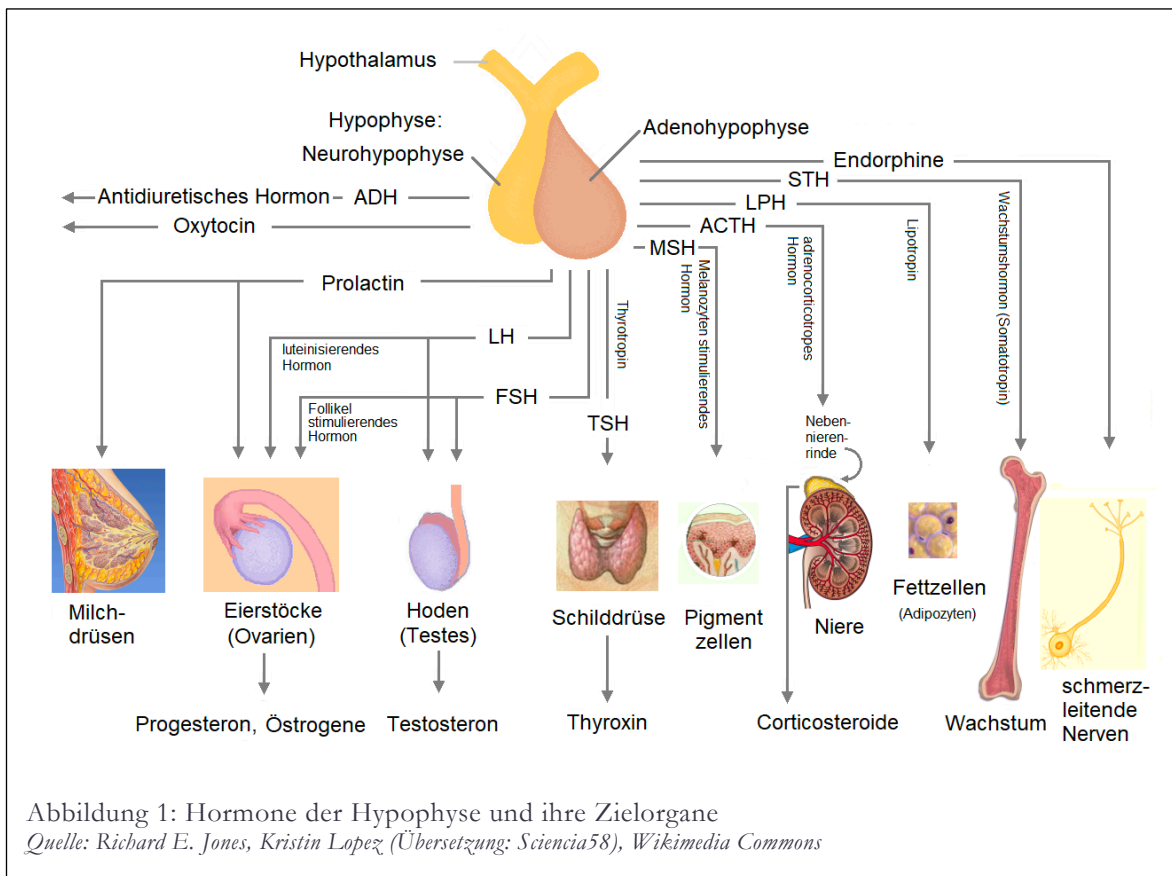 Hypothalamus
Hypophyse:
Neurohypophyse
Adenohypophyse
Antidiuretisches Hormon
ADH
Oxytocin
Endorphine
STH
LPH
ACTH
MSH
Prolactin
LH
luteinisierendes
Hormon
FSH
Follikel
stimulierendes
Hormon
Thyrotropin
TSH
Melanozyten stimulierendes
Hormon
adrenocorticotropes
Hormon
Lipotropin
Wachstumshormon (Somatotropin)
Neben-
nieren-
rinde
Milch-
drüsen
Eierstöcke
(Ovarien)
Hoden
(Testes)
Schilddrüse
Pigment
zellen
Niere
Fettzellen
(Adipozyten)
Wachstum
schmerz-
leitende
Nerven
Progesteron, Östrogene
Testosteron
Thyroxin
Corticosteroide
Abbildung 1: Hormone der Hypophyse und ihre Zielorgane
Quelle: Richard E. Jones, Kristin Lopez (Übersetzung: Sciencia58), Wikimedia Commons